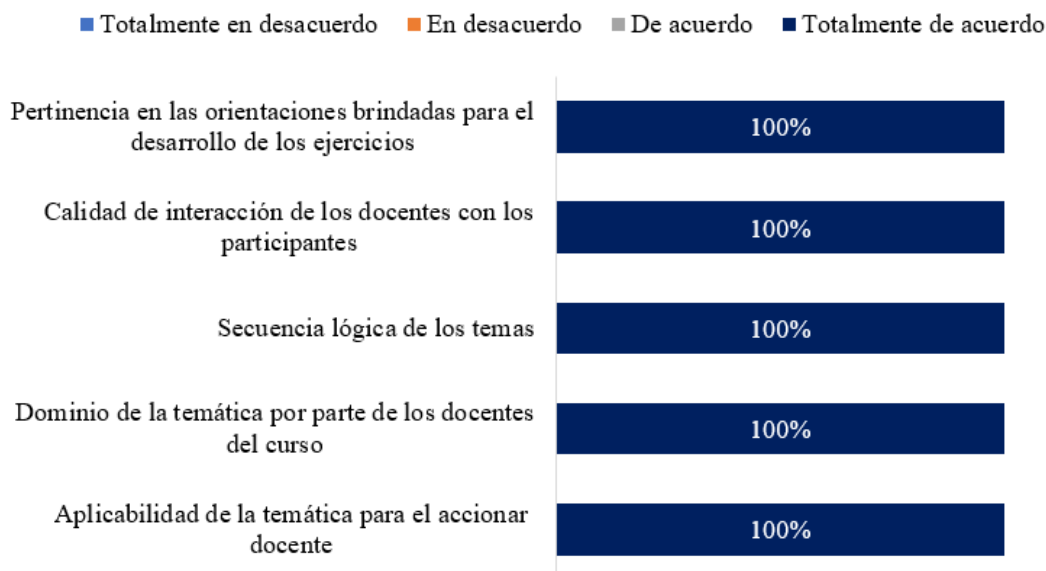 Totalmente en desacuerdo En desacuerdo De acuerdo Totalmente de acuerdo
Pertinencia en las orientaciones brindadas para el
desarrollo de los ejercicios
100%
Calidad de interacción de los docentes con los
participantes
100%
Secuencia lógica de los temas
100%
Dominio de la temática por parte de los docentes
del curso
100%
Aplicabilidad de la temática para el accionar
docente
100%